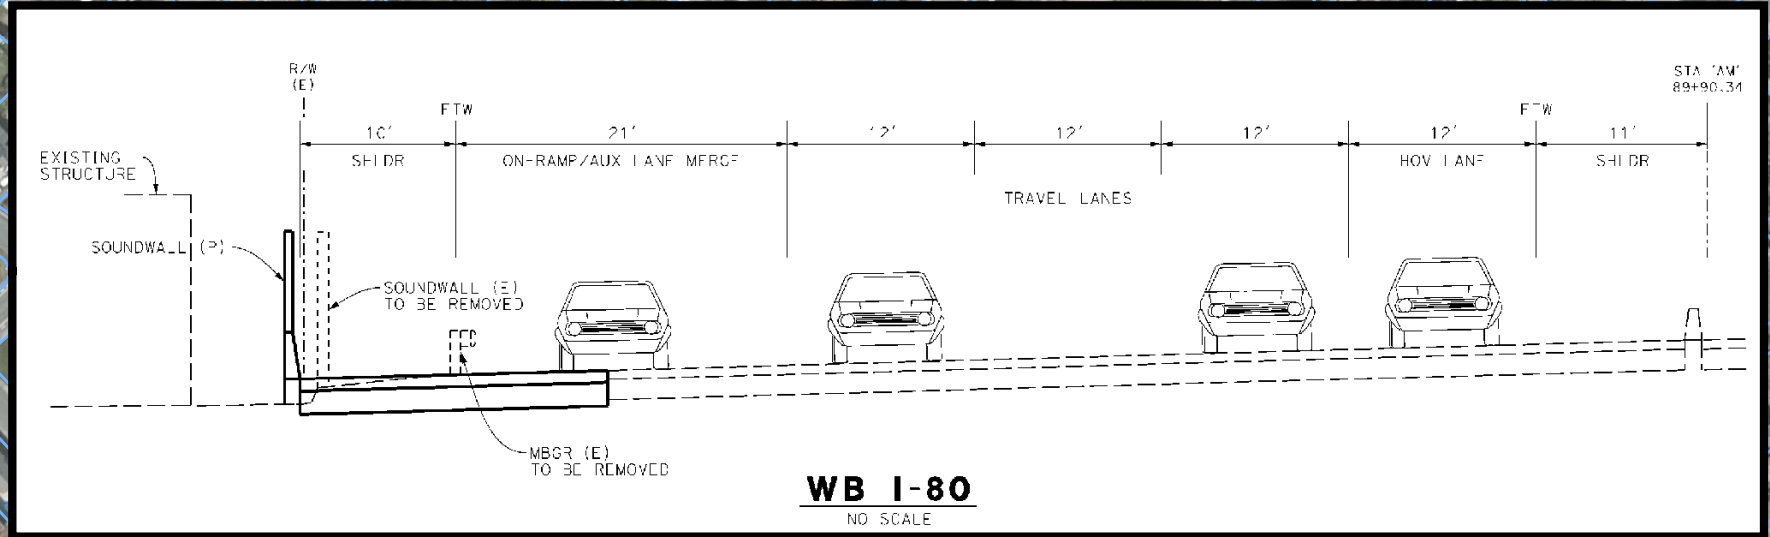 R/W
(E)
STA "AM"
89+90.34
ETW
ETW
10'
21'
12'
12'
12'
12'
11'
EXISTING
STRUCTURE
SHLDR
ON-RAMP/AUX LANE MERGE
HOV LANE
SHLDR
TRAVEL LANES
SOUNDWALL (P)
SOUNDWALL (E)
TO BE REMOVED
MBGR (E)
TO BE REMOVED
WB I-80
NO SCALE